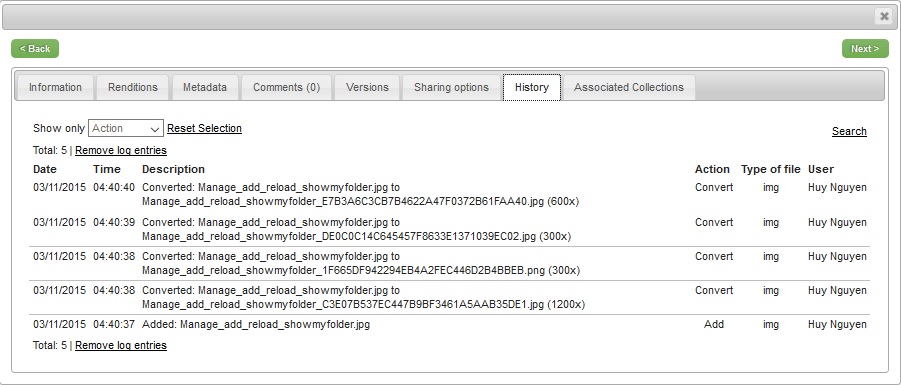 < Back
Next >
Information Renditions Metadata Comments (0) Versions Sharing options History Associated Collections
Show only Action Reset Selection
Search
Total: 5 | Remove log entries
Date Time Description Action Type of file User
03/11/2015 04:40:40 Converted: Manage_add_reload_showmyfolder.jpg to Convert img Huy Nguyen
Manage_add_reload_showmyfolder_E7B3A6C3CB7B4622A47F0372B61FAA40.jpg (600x)
03/11/2015 04:40:39 Converted: Manage_add_reload_showmyfolder.jpg to Convert img Huy Nguyen
Manage_add_reload_showmyfolder_DE0C0C14C645457F8633E1371039EC02.jpg (300x)
03/11/2015 04:40:38 Converted: Manage_add_reload_showmyfolder.jpg to Convert img Huy Nguyen
Manage_add_reload_showmyfolder_1F665DF942294EB4A2FEC446D2B4BBEB.png (300x)
03/11/2015 04:40:38 Converted: Manage_add_reload_showmyfolder.jpg to Convert img Huy Nguyen
Manage_add_reload_showmyfolder_C3E07B537EC447B9BF3461A5AAB35DE1.jpg (1200x)
03/11/2015 04:40:37 Added: Manage_add_reload_showmyfolder.jpg Add img Huy Nguyen
Total: 5 | Remove log entries